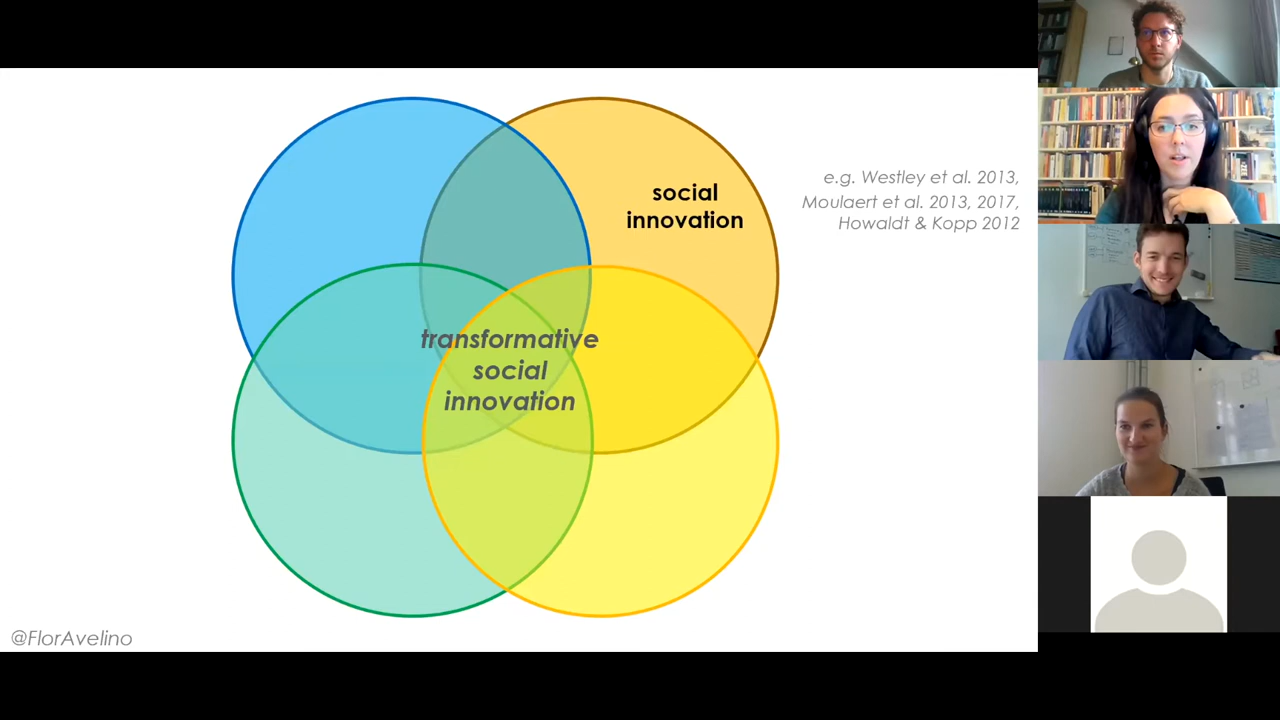 social
innovation
e.g. Westley et al. 2013,
Moulaert et al. 2013, 2017,
Howaldt & Kopp 2012
transformative
social
innovation
@FlorAvelino